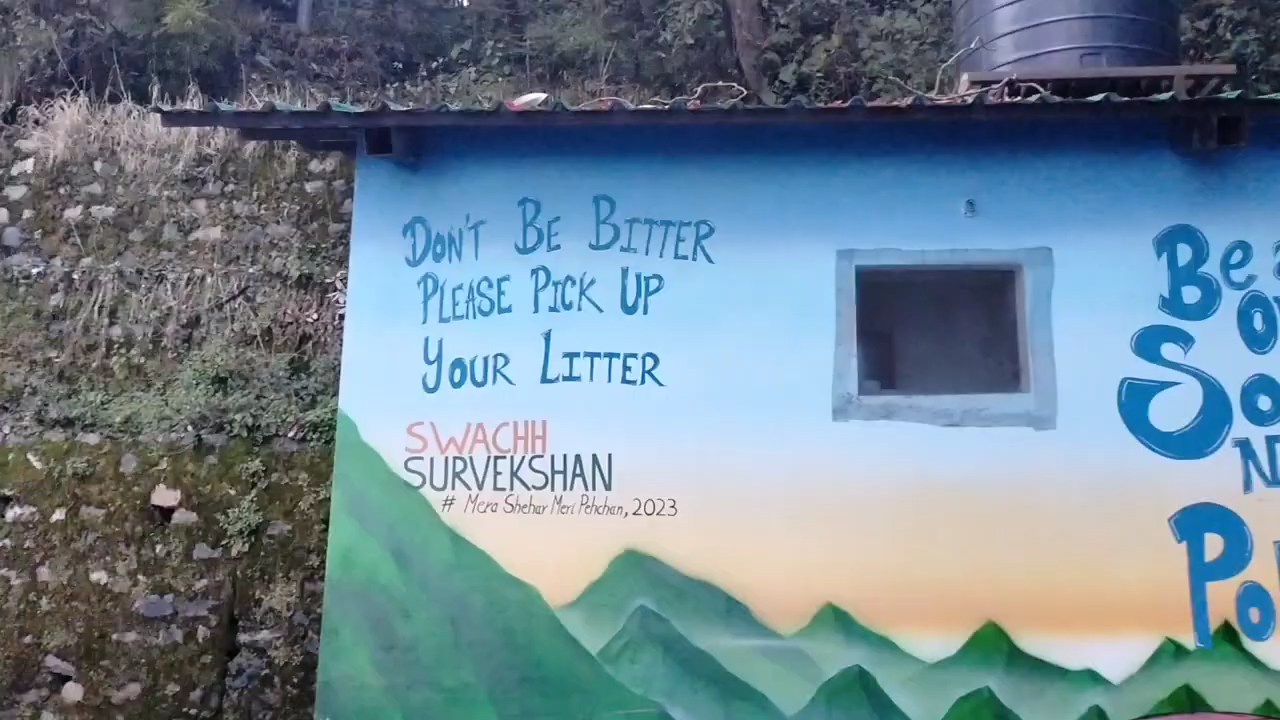 DON'T BE BITTER
PLEASE PICK UP
YOUR LITTER
SWACHH
SURVEKSHAN
# Mera Shehar Meri Pehchan, 2023